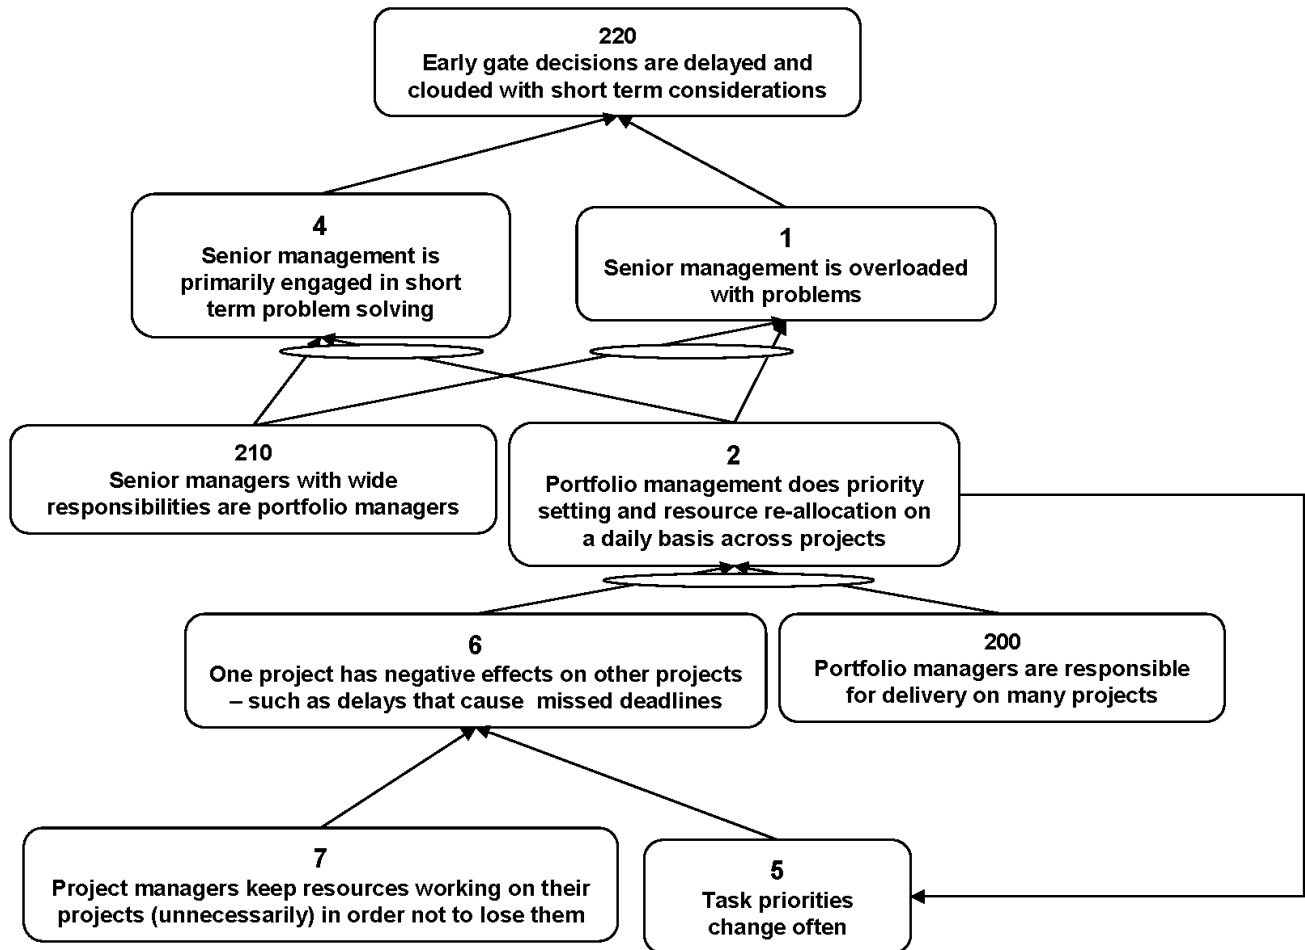 220
Early gate decisions are delayed and
clouded with short term considerations
4
Senior management is
primarily engaged in short
term problem solving
1
Senior management is overloaded
with problems
210
Senior managers with wide
responsibilities are portfolio managers
2
Portfolio management does priority
setting and resource re-allocation on
a daily basis across projects
6
One project has negative effects on other projects
– such as delays that cause missed deadlines
200
Portfolio managers are responsible
for delivery on many projects
7
Project managers keep resources working on their
projects (unnecessarily) in order not to lose them
5
Task priorities
change often